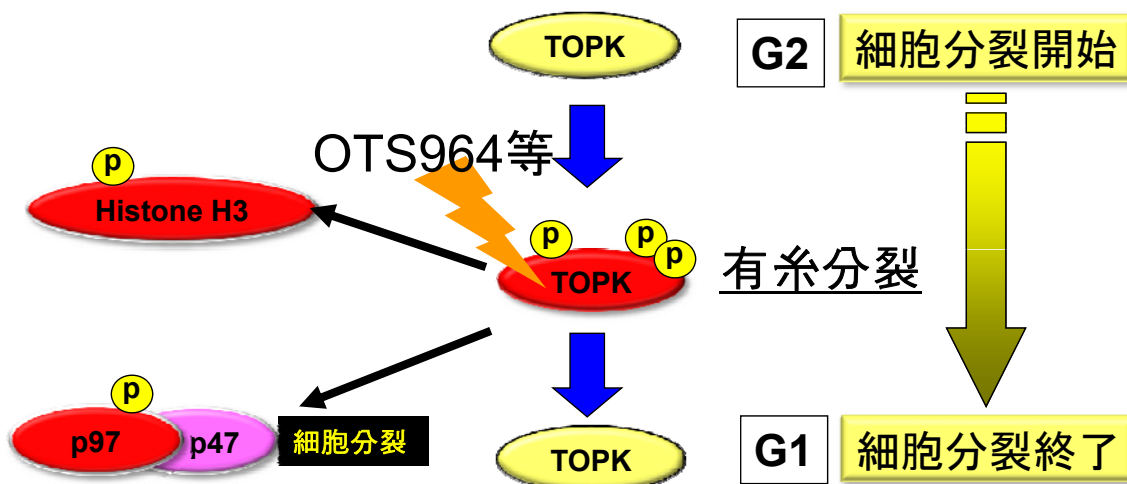 TOPK
G2
細胞分裂開始
OTS964等
p
Histone H3
p
p
p
TOPK
有糸分裂
p
p97
p47
細胞分裂
TOPK
G1
細胞分裂終了